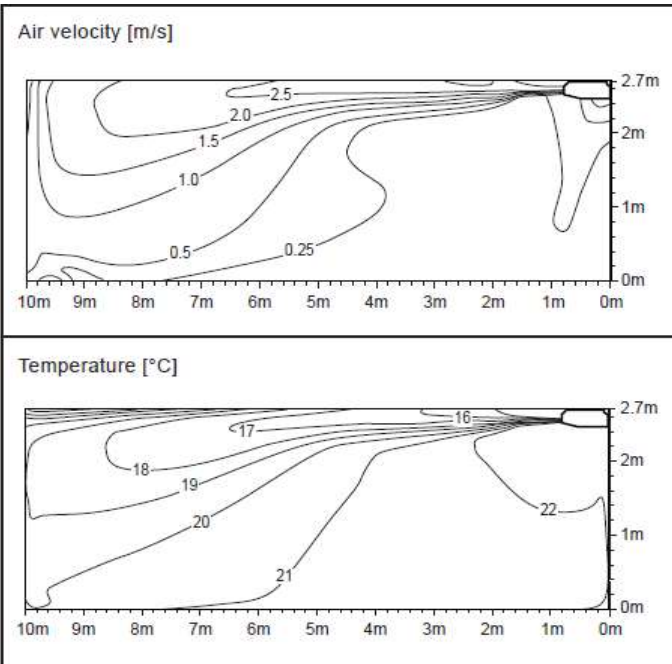 Air velocity [m/s]
2.7m
2.5
2.0
2m
1.5
1.0
1m
0.5
0.25
0m
10m 9m 8m 7m 6m 5m 4m 3m 2m 1m 0m
Temperature [°C]
2.7m
16
17
18
2m
19
20
22
1m
21
0m
10m 9m 8m 7m 6m 5m 4m 3m 2m 1m 0m